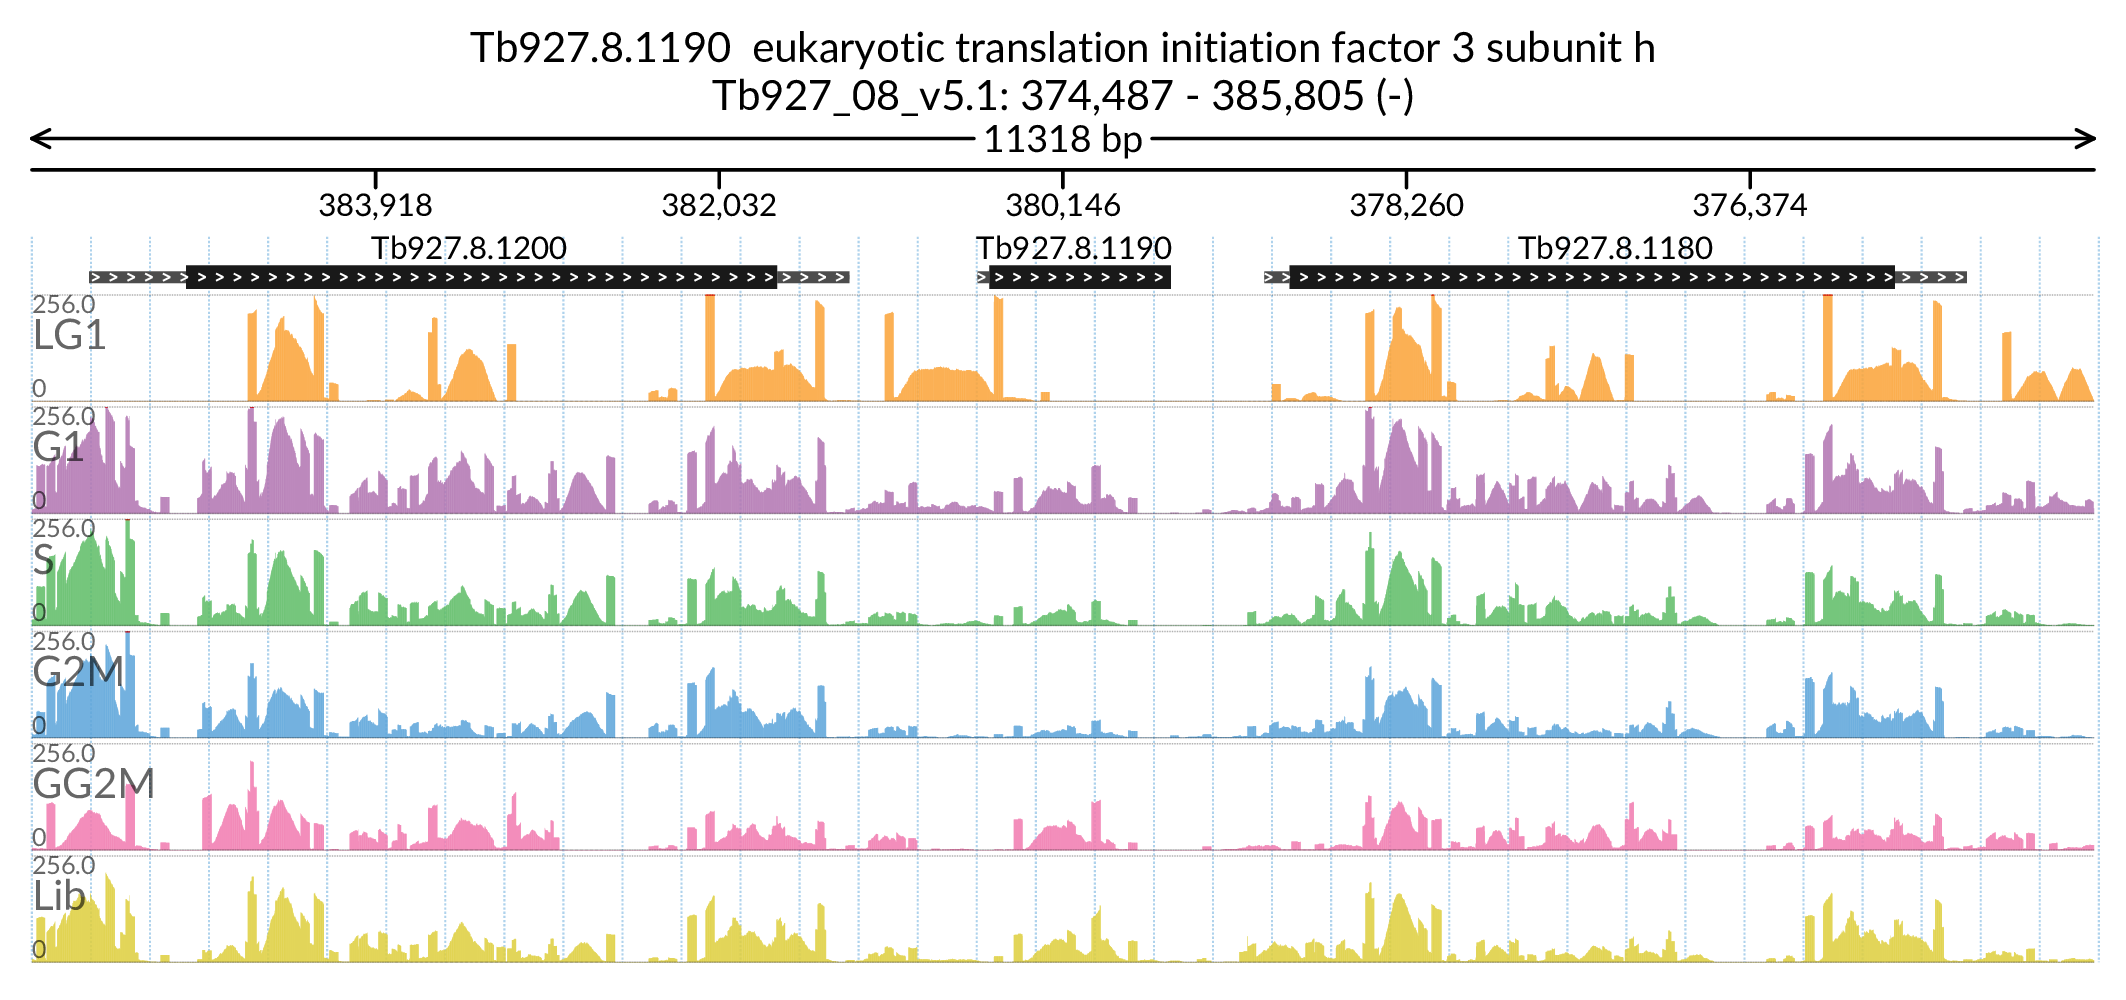 Tb927.8.1190  eukaryotic translation initiation factor 3 subunit h
Tb927_08_v5.1: 374,487 - 385,805 (-)
11318 bp
383,918 382,032 380,146 378,260 376,374
Tb927.8.1200 Tb927.8.1190 Tb927.8.1180
256.0
LG1
0
256.0
G1
0
256.0
S
0
256.0
G2M
0
256.0
GG2M
0
256.0
Lib
0